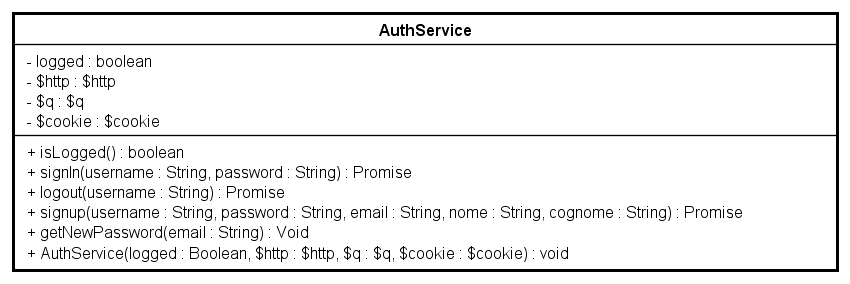 AuthService
- logged : boolean
- $http : $http
- $q : $q
- $cookie : $cookie
+ isLogged() : boolean
+ signIn(username : String, password : String) : Promise
+ logout(username : String) : Promise
+ signup(username : String, password : String, email : String, nome : String, cognome : String) : Promise
+ getNewPassword(email : String) : Void
+ AuthService(logged : Boolean, $http : $http, $q : $q, $cookie : $cookie) : void